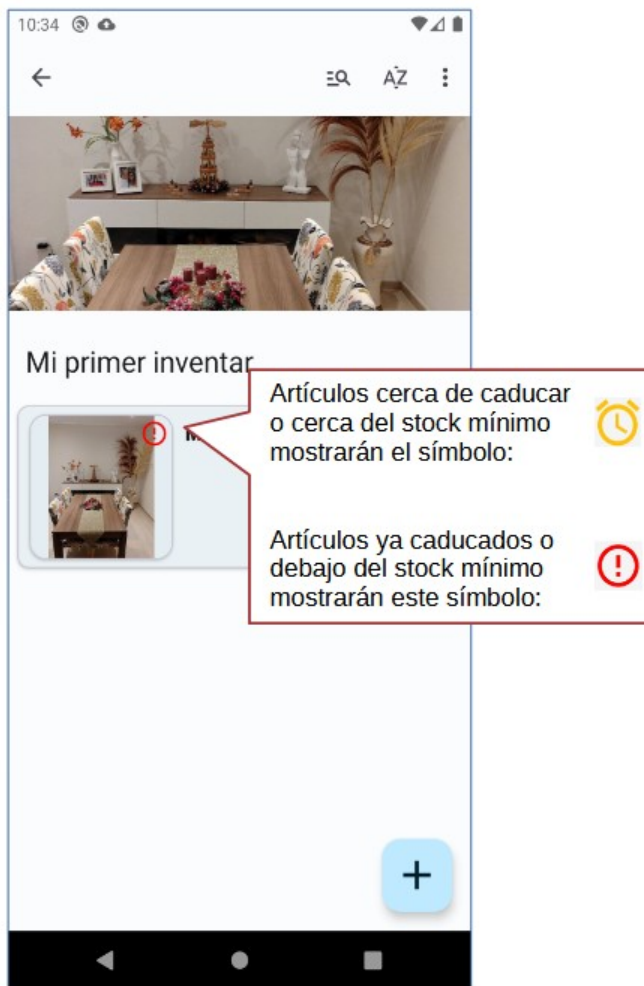 10:34
AZ
Mi primer inventar
Artículos cerca de caducar
o cerca del stock mínimo
mostrarán el símbolo:
Artículos ya caducados o
debajo del stock mínimo
mostrarán este símbolo: